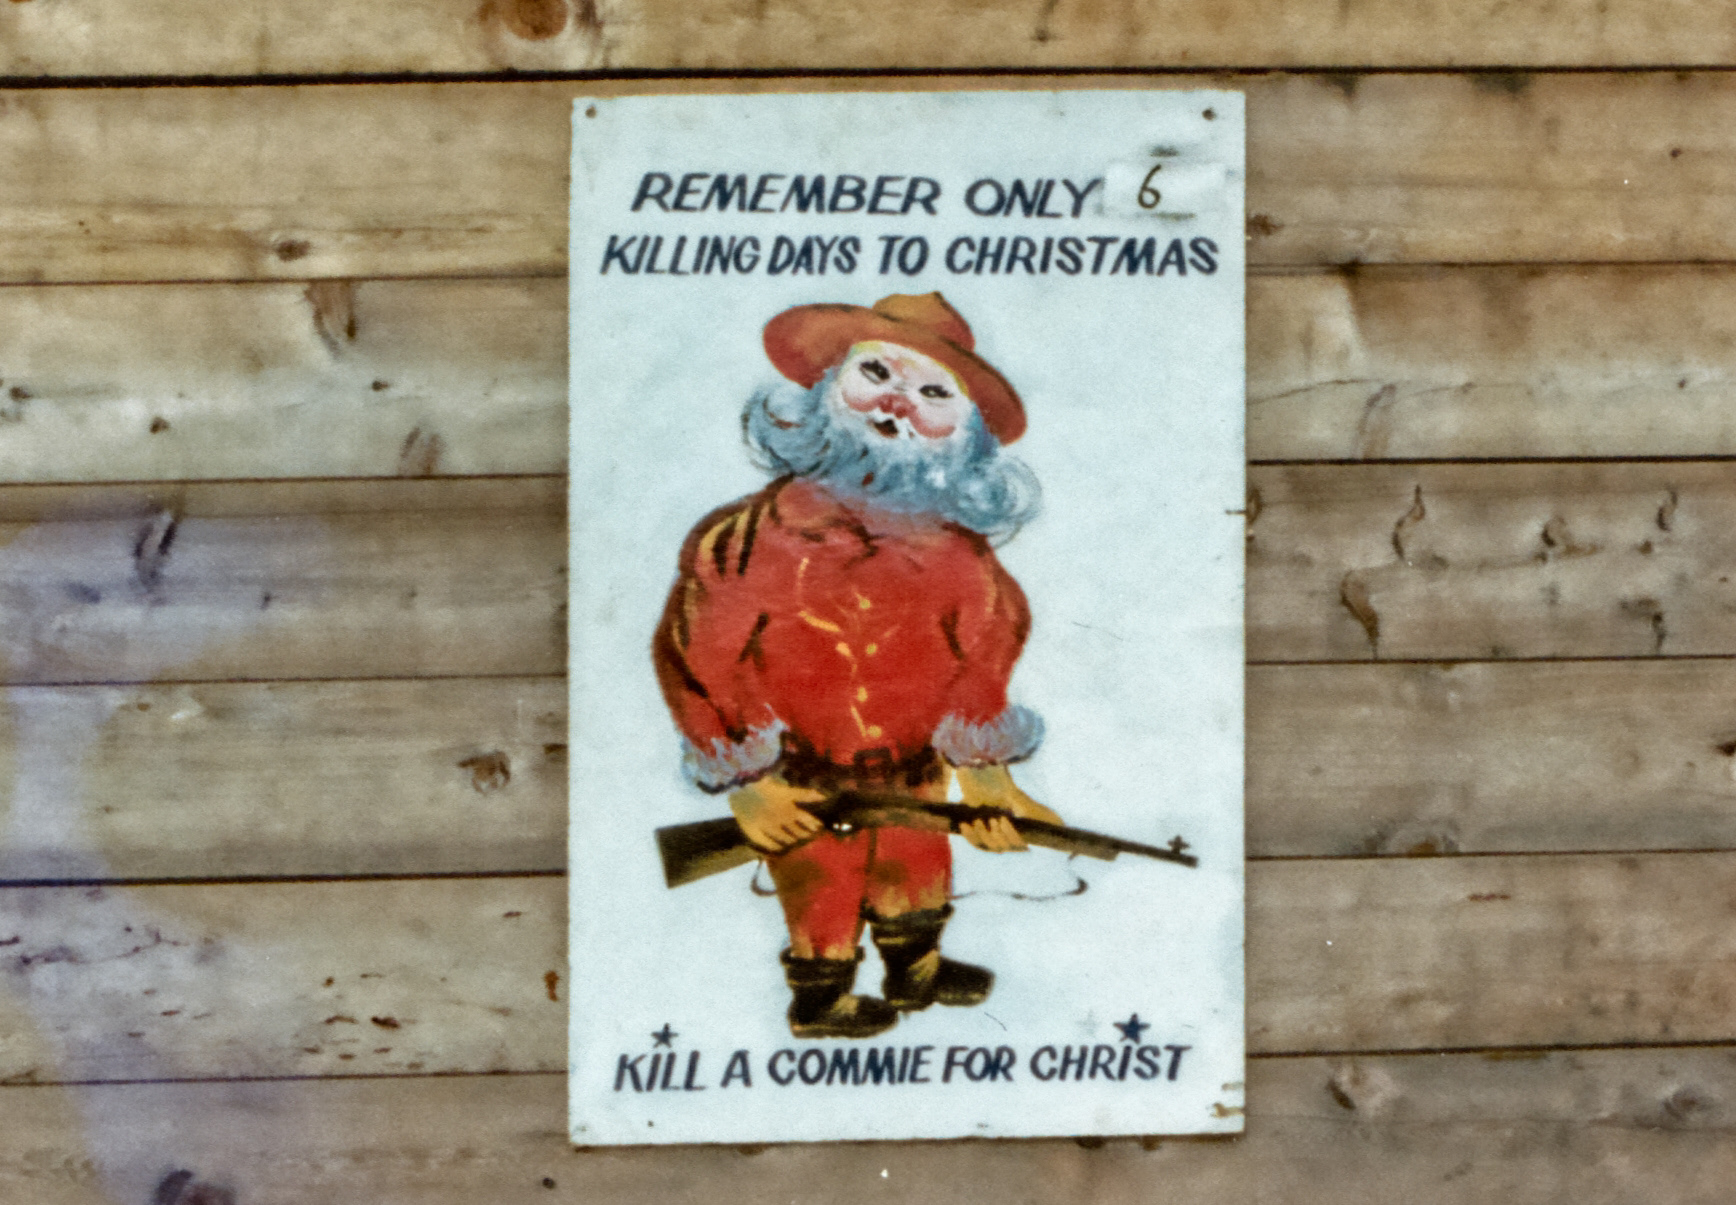 REMEMBER ONLY 6
KILLING DAYS TO CHRISTMAS
KILL A COMMIE FOR CHRIST